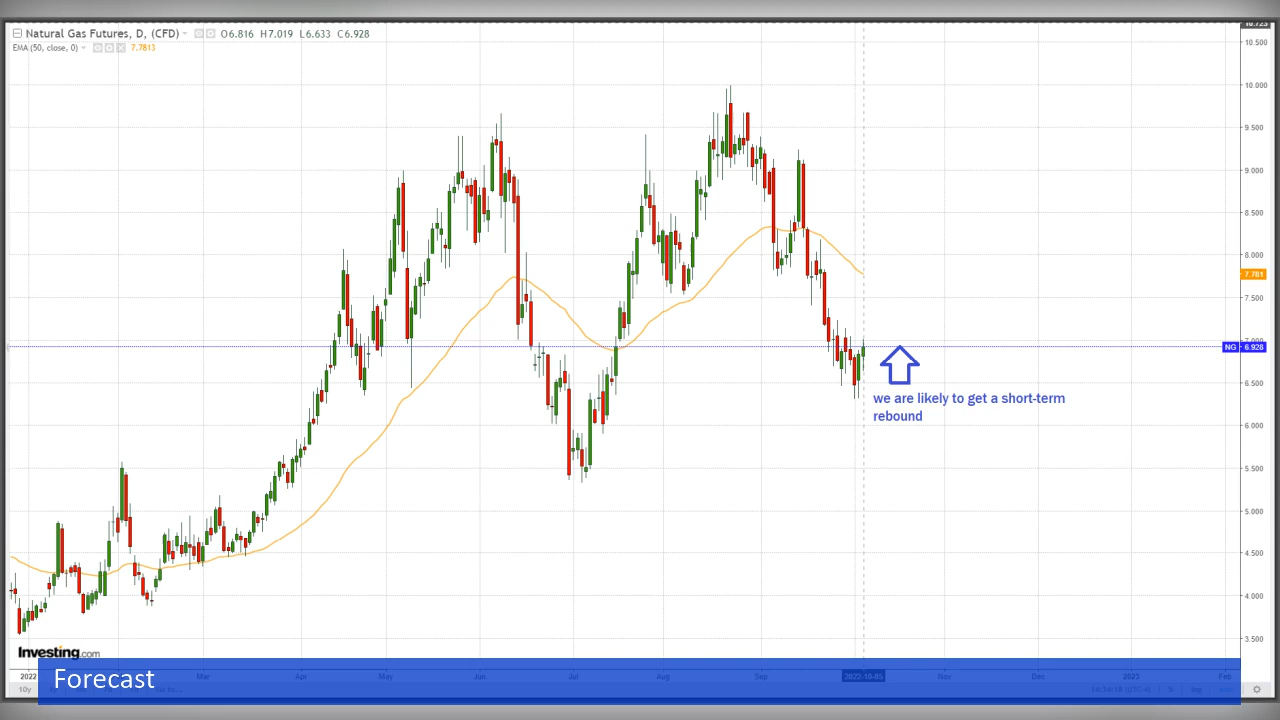 10.723
Natural Gas Futures, D, (CFD) O6.816 H7.019 L6.633 C6.928
EMA (50, close, 0) 7.7813
10.500
10.000
9.500
9.000
8.500
8.000
7.781
7.500
7.000
NG 6.928
6.500
we are likely to get a short-term
rebound
6.000
5.500
5.000
4.500
4.000
3.500
Investing.com
2022 Mar Apr May Jun Jul Aug Sep 2022-10-05 Nov Dec 2023 Feb
Forecast
10y